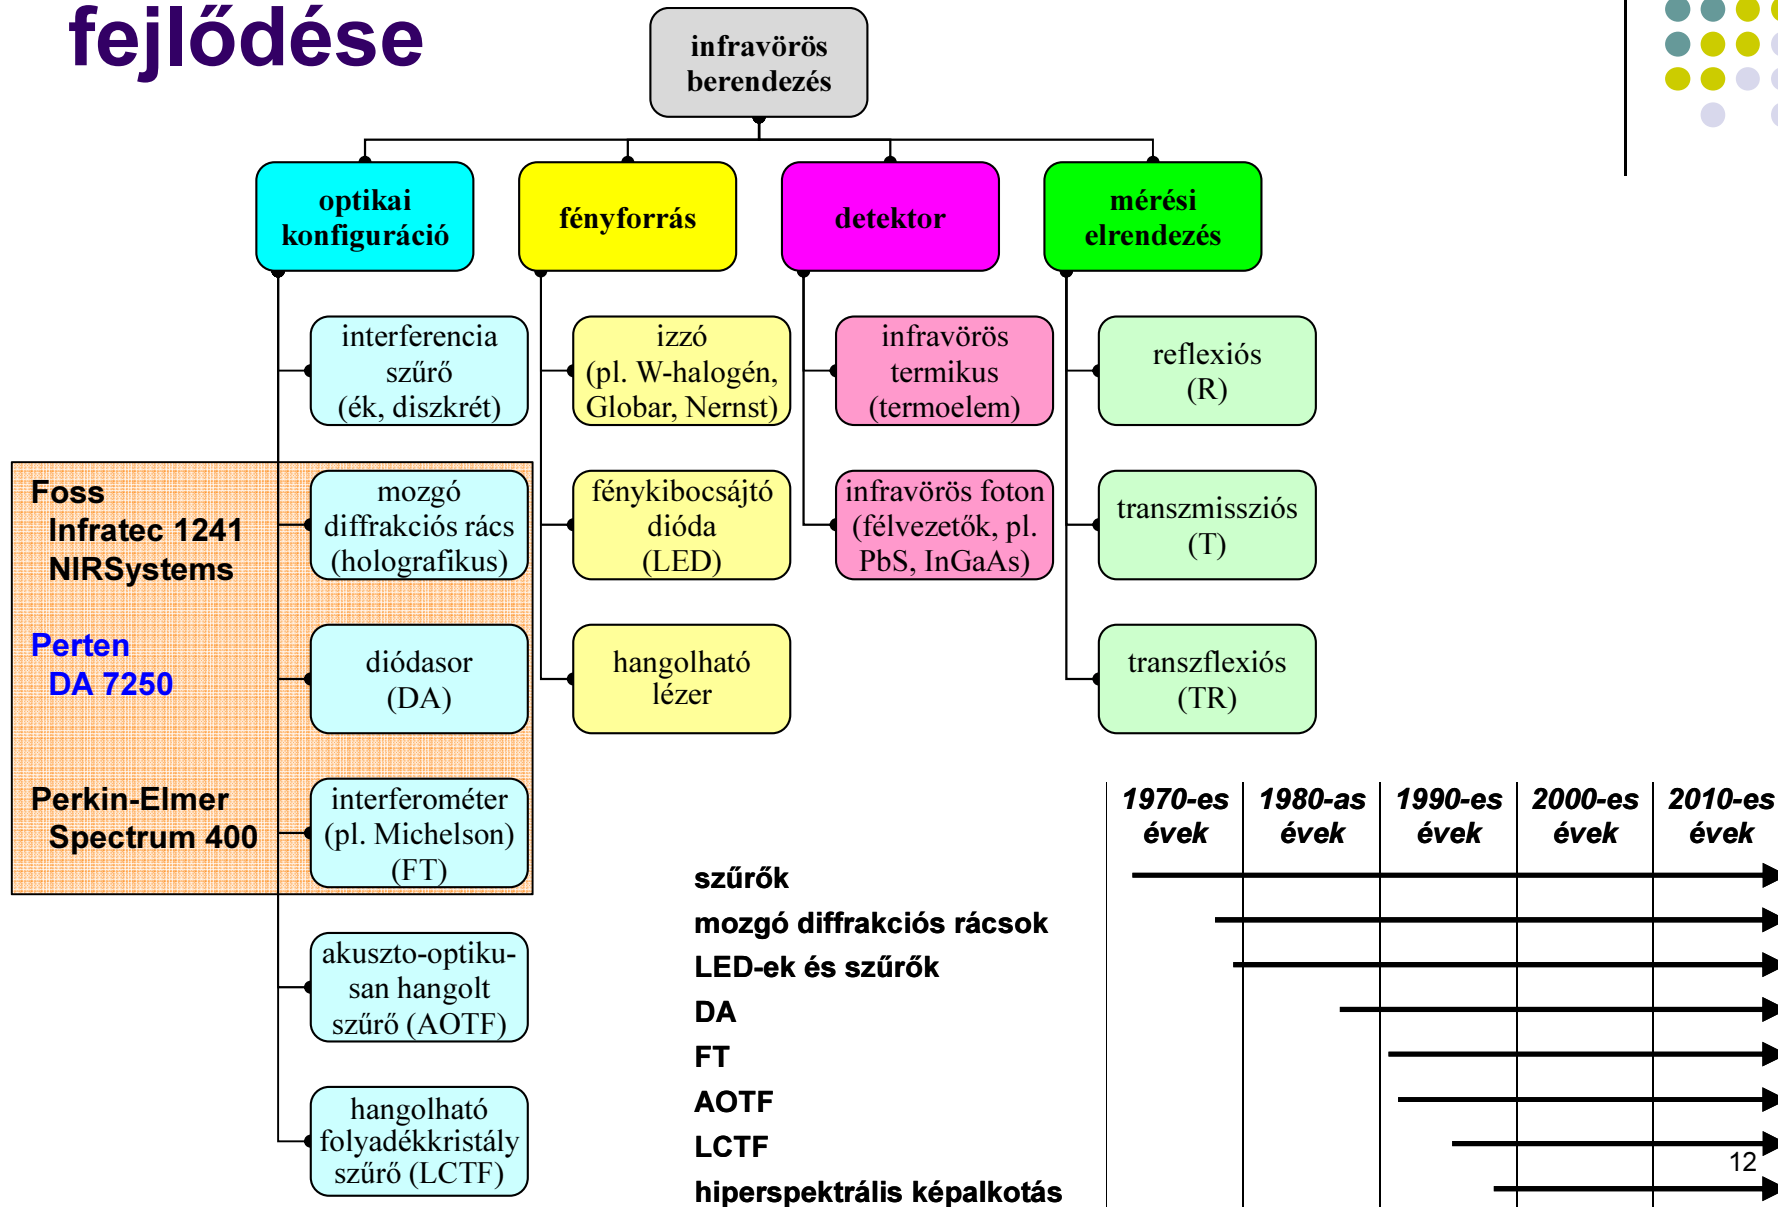 fejlődése
infravörös
berendezés
optikai
konfiguráció
fényforrás
detektor
mérési
elrendezés
interferencia
szűrő
(ék, diszkrét)
izzó
(pl. W-halogén,
Globar, Nernst)
infravörös
termikus
(termoelem)
reflexiós
(R)
Foss
Infratec 1241
NIRSystems
mozgó
diffrakciós rács
(holografikus)
fénykibocsájtó
dióda
(LED)
infravörös foton
(félvezetők, pl.
PbS, InGaAs)
transzmissziós
(T)
Perten
DA 7250
diódasor
(DA)
hangolható
lézer
transzflexiós
(TR)
Perkin-Elmer
Spectrum 400
interferométer
(pl. Michelson)
(FT)
akuszto-optiku-
san hangolt
szűrő (AOTF)
hangolható
folyadékkristály
szűrő (LCTF)
1970-es
évek
1980-as
évek
1990-es
évek
2000-es
évek
2010-es
évek
szűrők
mozgó diffrakciós rácsok
LED-ek és szűrők
DA
FT
AOTF
LCTF
hiperspektrális képalkotás
12